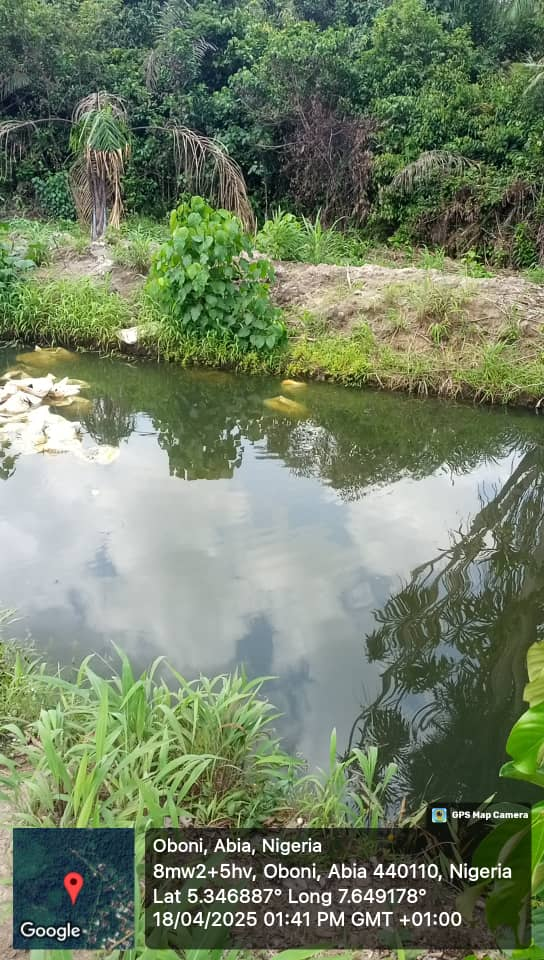 GPS Map Camera
Oboni, Abia, Nigeria
8mw2+5hv, Oboni, Abia 440110, Nigeria
Lat 5.346887° Long 7.649178°
18/04/2025 01:41 PM GMT +01:00
Google